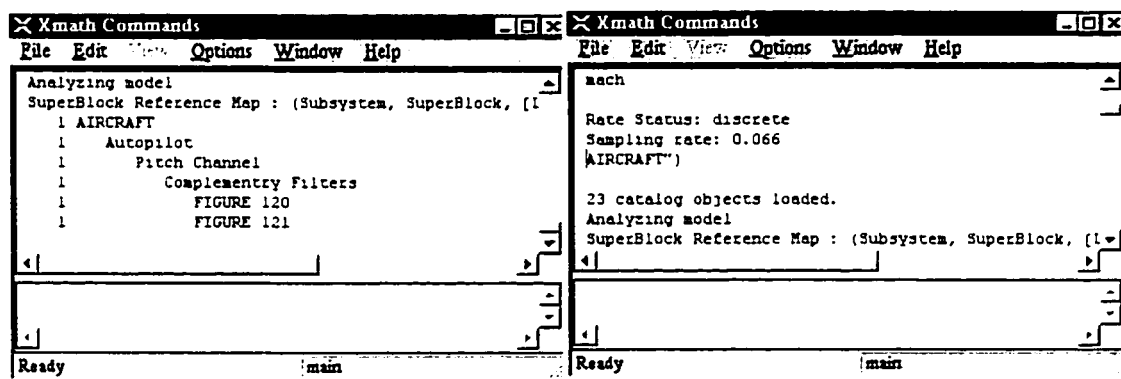 Xmath Commands
File Edit View Options Window Help
Analyzing model
SuperBlock Reference Map : (Subsystem, SuperBlock, [I
1 AIRCRAFT
1 Autopilot
1 Pitch Channel
1 Complementry Filters
1 FIGURE 120
1 FIGURE 121
Ready main
Xmath Commands
File Edit View Options Window Help
mach
Rate Status: discrete
Sampling rate: 0.066
AIRCRAFT")
23 catalog objects loaded.
Analyzing model
SuperBlock Reference Map : (Subsystem, SuperBlock, [I
Ready main